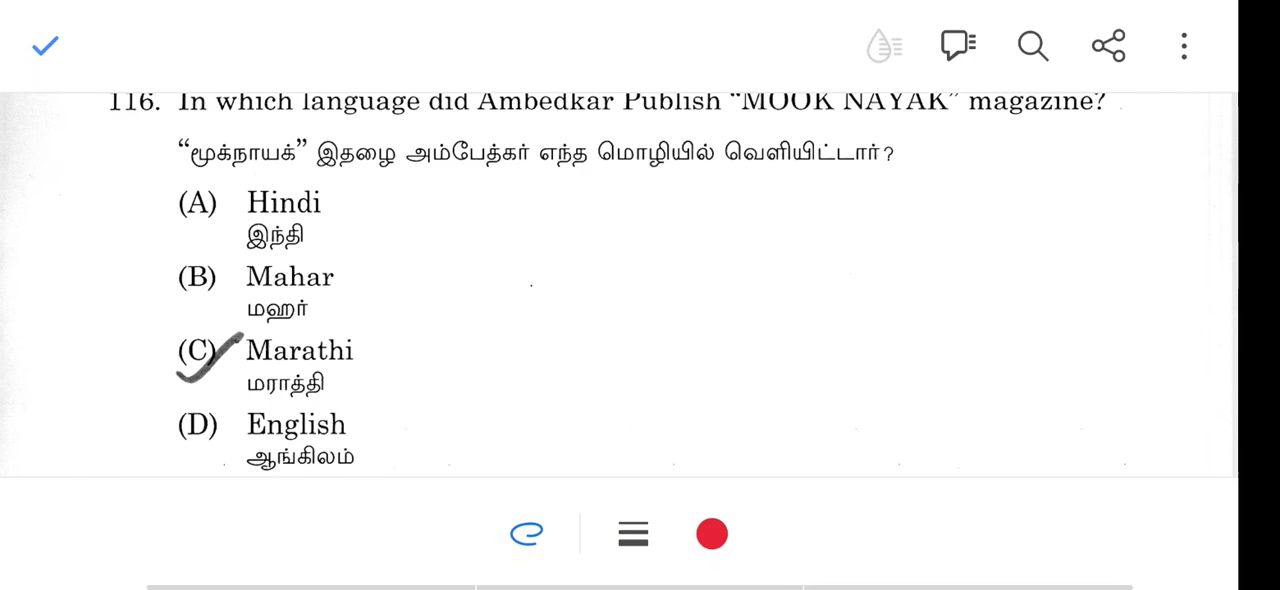 116. In which language did Ambedkar Publish “MOOK NAYAK” magazine?
“மூக்நாயக்” இதழை அம்பேத்கர் எந்த மொழியில் வெளியிட்டார்?
(A) Hindi
இந்தி
(B) Mahar
மஹர்
(C) Marathi
மராத்தி
(D) English
ஆங்கிலம்